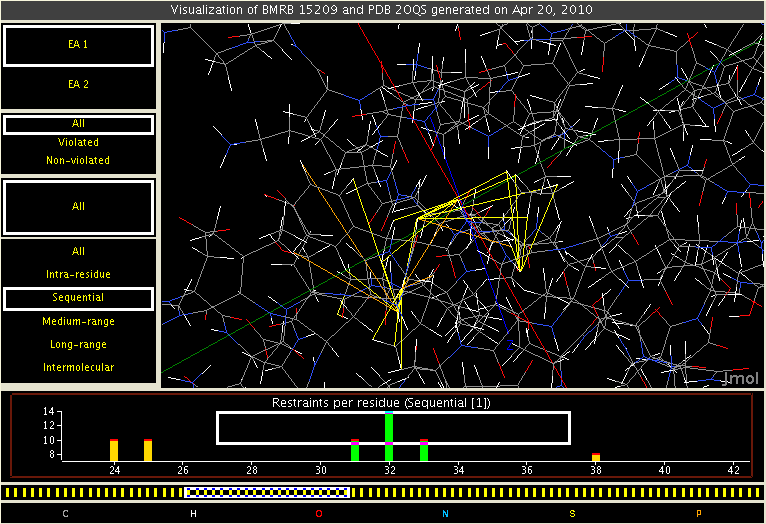 Visualization of BMRB 15209 and PDB 2OQS generated on Apr 20, 2010
EA 1
EA 2
All
Violated
Non-violated
All
All
Intra-residue
Sequential
Medium-range
Long-range
Intermolecular
Jmol
Restraints per residue (Sequential [1])
14
12
10
8
24 26 28 30 32 34 36 38 40 42
C H O N S P